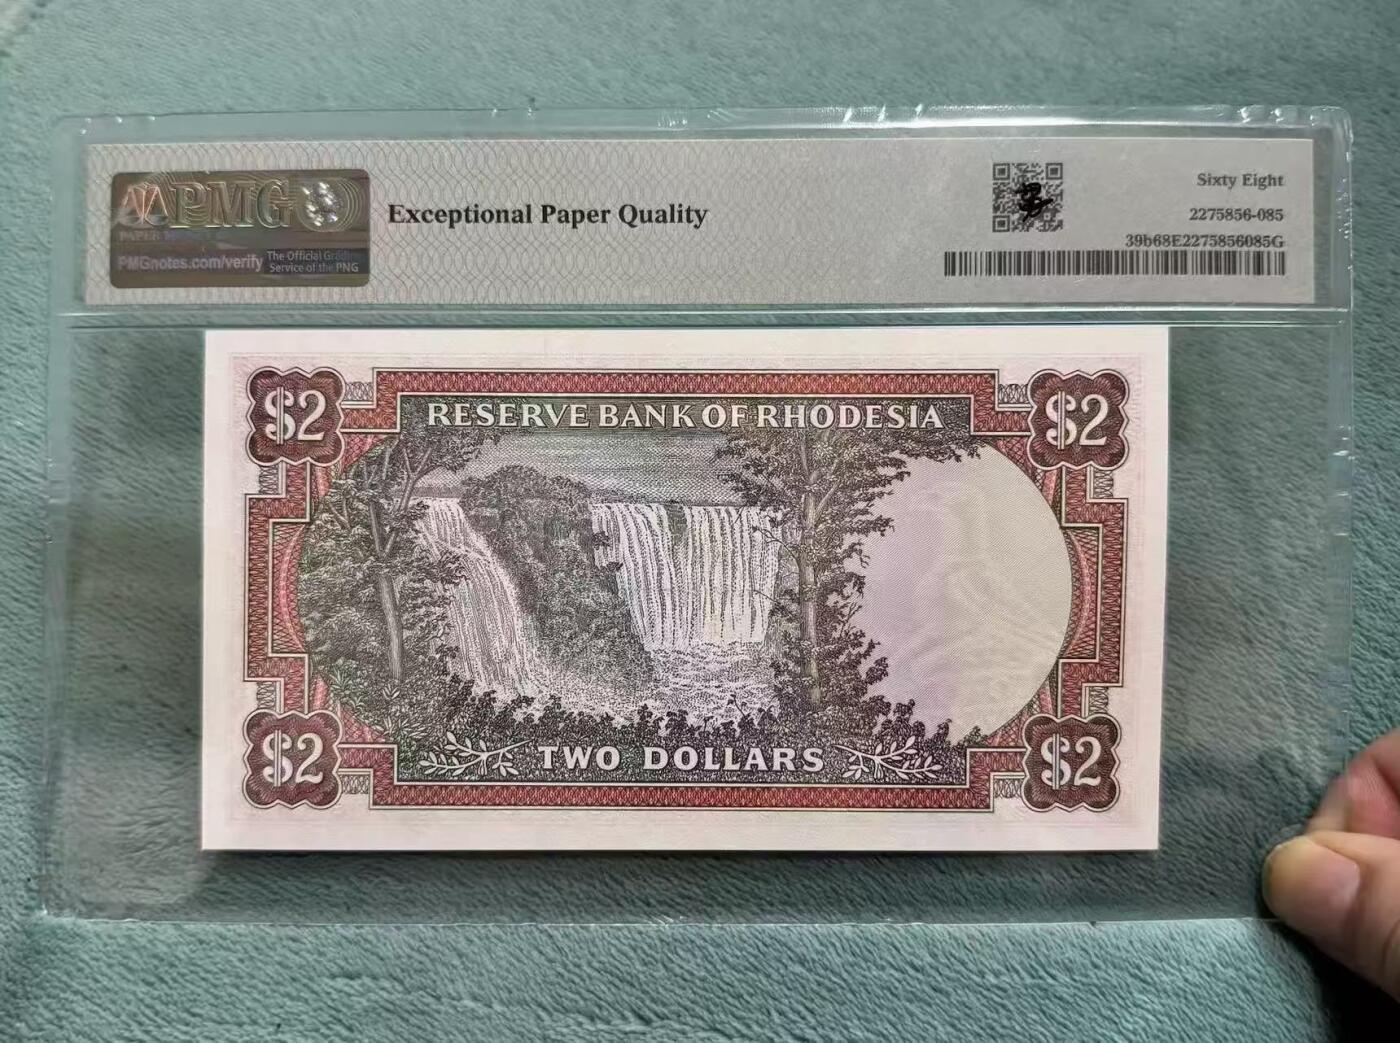 PMG
PMGnotes.com/verify
The Official Grading
Service of the PNG
Exceptional Paper Quality
Sixty Eight
2275856-085
39b68E2275856085G
$2
$2
RESERVE BANK OF RHODESIA
$2
$2
TWO DOLLARS